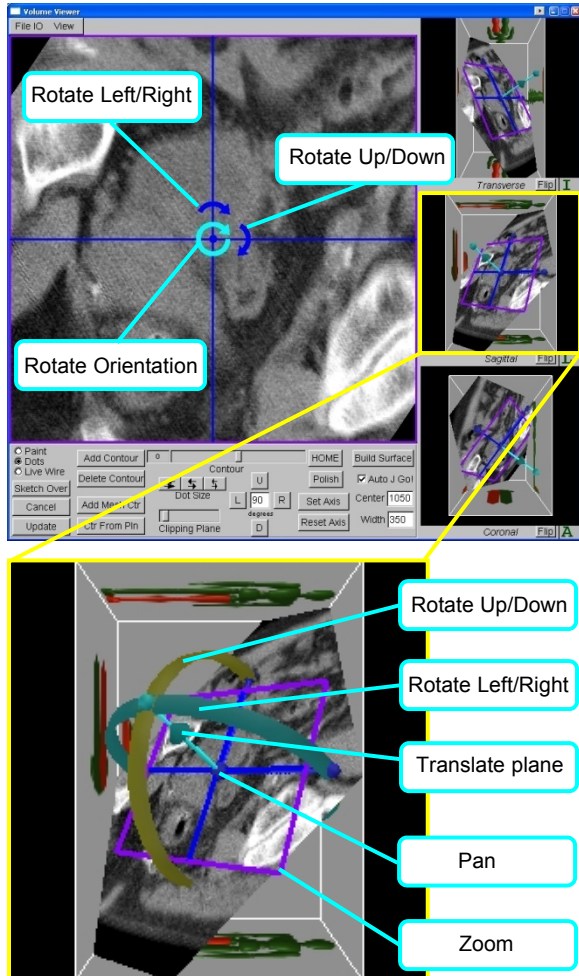 Volume Viewer
File IO View
Rotate Left/Right
Rotate Up/Down
Rotate Orientation
Transverse Flip I
Sagittal Flip L
Coronal Flip A
Paint
Dots
Live Wire
Sketch Over
Cancel
Update
Add Contour
Delete Contour
Add Mesh Ctr
Ctr From Pln
0
Contour
Dot Size
Clipping Plane
U
L 90 R
degrees
D
HOME
Polish
Set Axis
Reset Axis
Build Surface
Auto J Go!
Center 1050
Width 350
Rotate Up/Down
Rotate Left/Right
Translate plane
Pan
Zoom